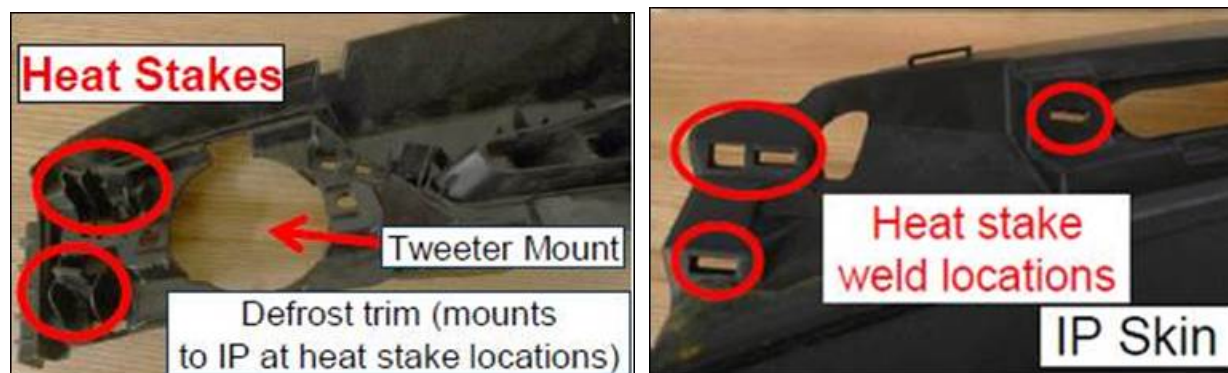 Heat Stakes
Tweeter Mount
Defrost trim (mounts
to IP at heat stake locations)
Heat stake
weld locations
IP Skin